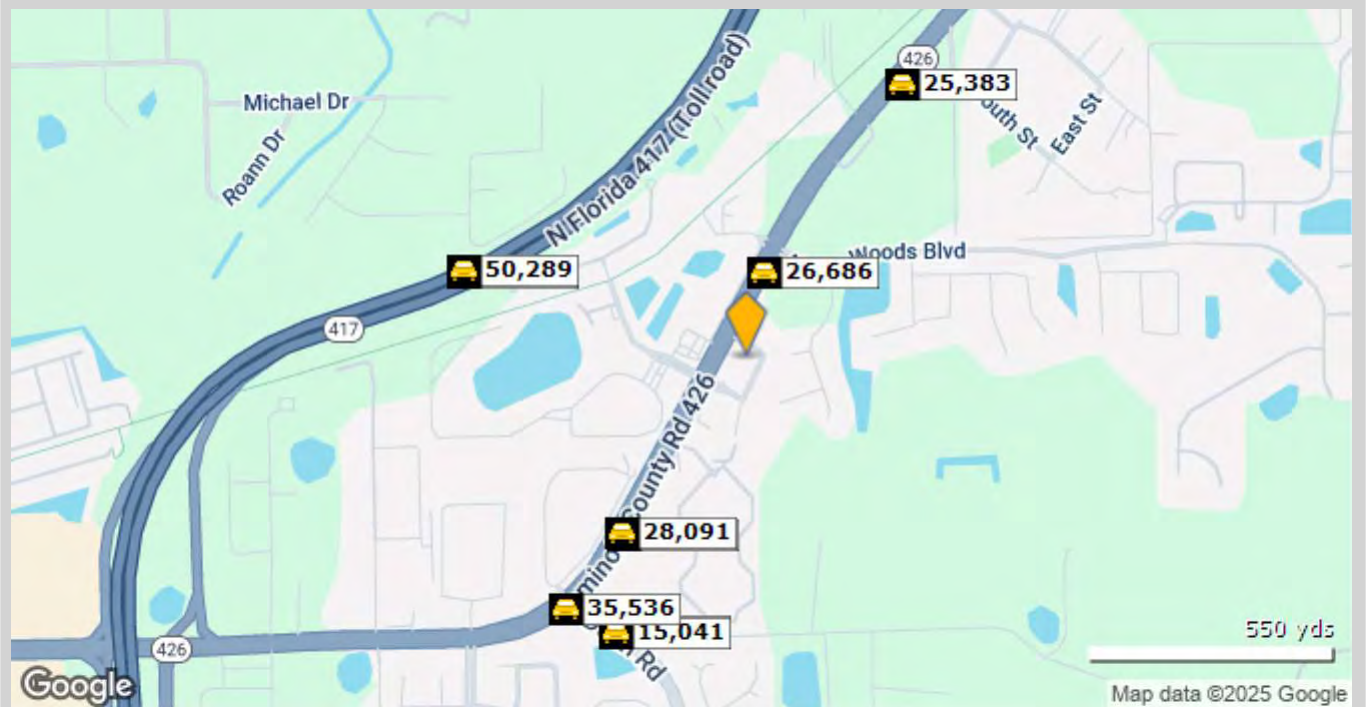 426
25,383
Michael Dr
outh St
East St
Roann Dr
N Florida 417 (Toll road)
Woods Blvd
50,289
26,686
417
County Rd 426
28,091
35,536
15,041
Rd
426
550 yds
Google
Map data ©2025 Google